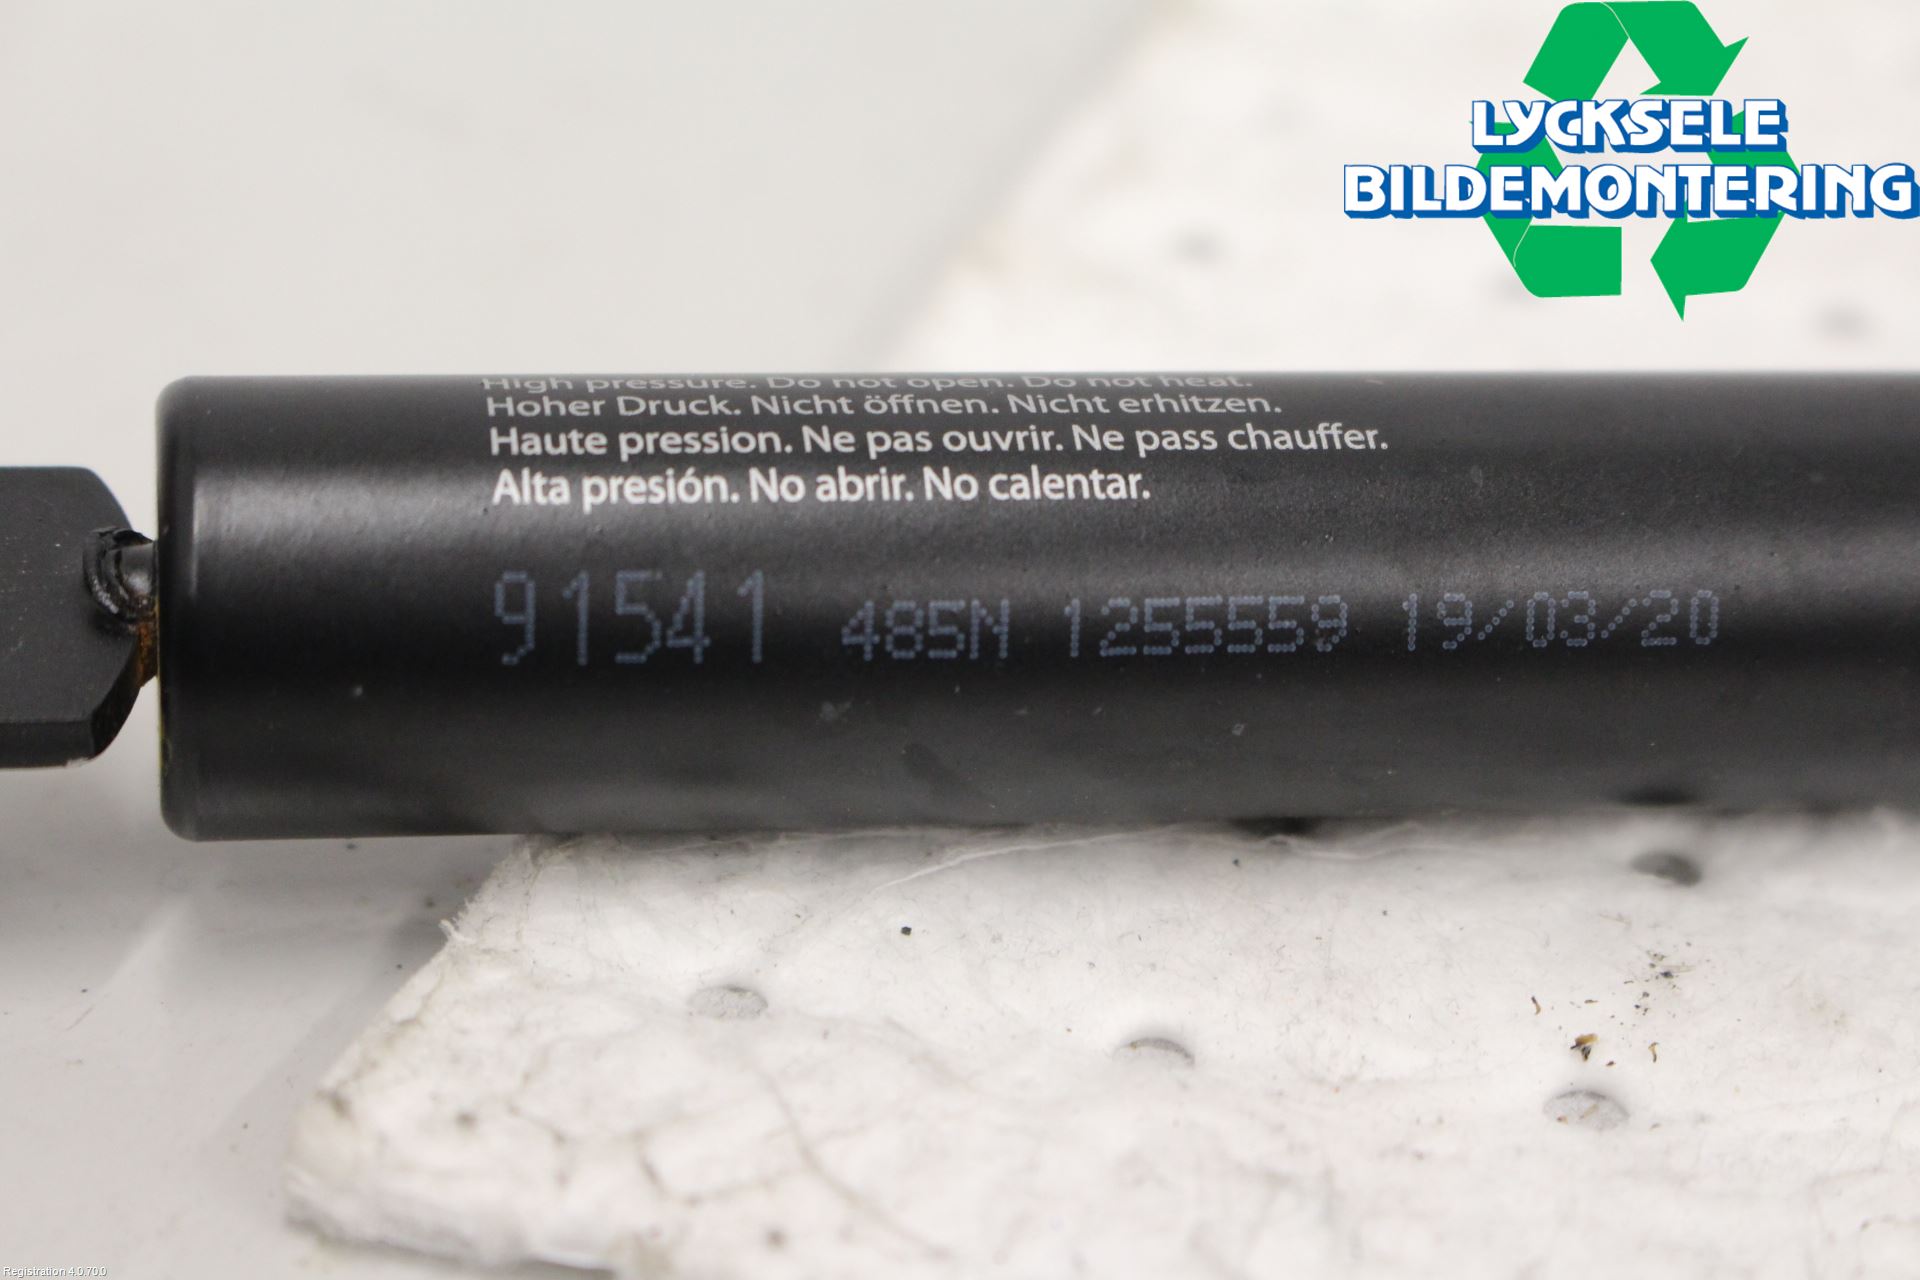 LYCKSELE
BILDEMONTERING
High pressure. Do not open. Do not heat.
Hoher Druck. Nicht öffnen. Nicht erhitzen.
Haute pression. Ne pas ouvrir. Ne pass chauffer.
Alta presión. No abrir. No calentar.
91541 485N 1255559 19/03/20
Registration 4.0.70.0